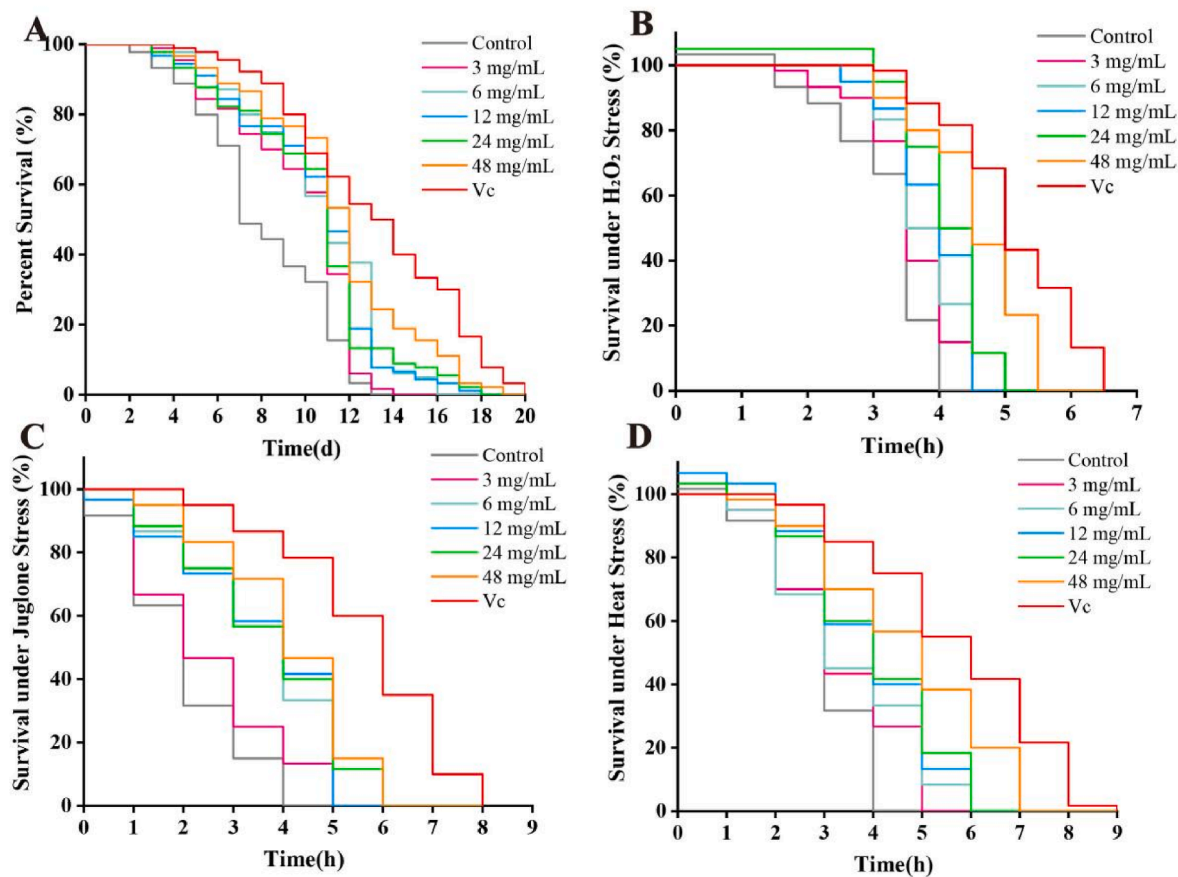 A
Percent Survival (%)
100
80
60
40
20
0
0 2 4 6 8 10 12 14 16 18 20
Time(d)
Control
3 mg/mL
6 mg/mL
12 mg/mL
24 mg/mL
48 mg/mL
Vc
B
Survival under H₂O₂ Stress (%)
100
80
60
40
20
0
0 1 2 3 4 5 6 7
Time(h)
Control
3 mg/mL
6 mg/mL
12 mg/mL
24 mg/mL
48 mg/mL
Vc
C
Survival under Juglone Stress (%)
100
80
60
40
20
0
0 1 2 3 4 5 6 7 8 9
Time(h)
Control
3 mg/mL
6 mg/mL
12 mg/mL
24 mg/mL
48 mg/mL
Vc
D
Survival under Heat Stress (%)
100
80
60
40
20
0
0 1 2 3 4 5 6 7 8 9
Time(h)
Control
3 mg/mL
6 mg/mL
12 mg/mL
24 mg/mL
48 mg/mL
Vc